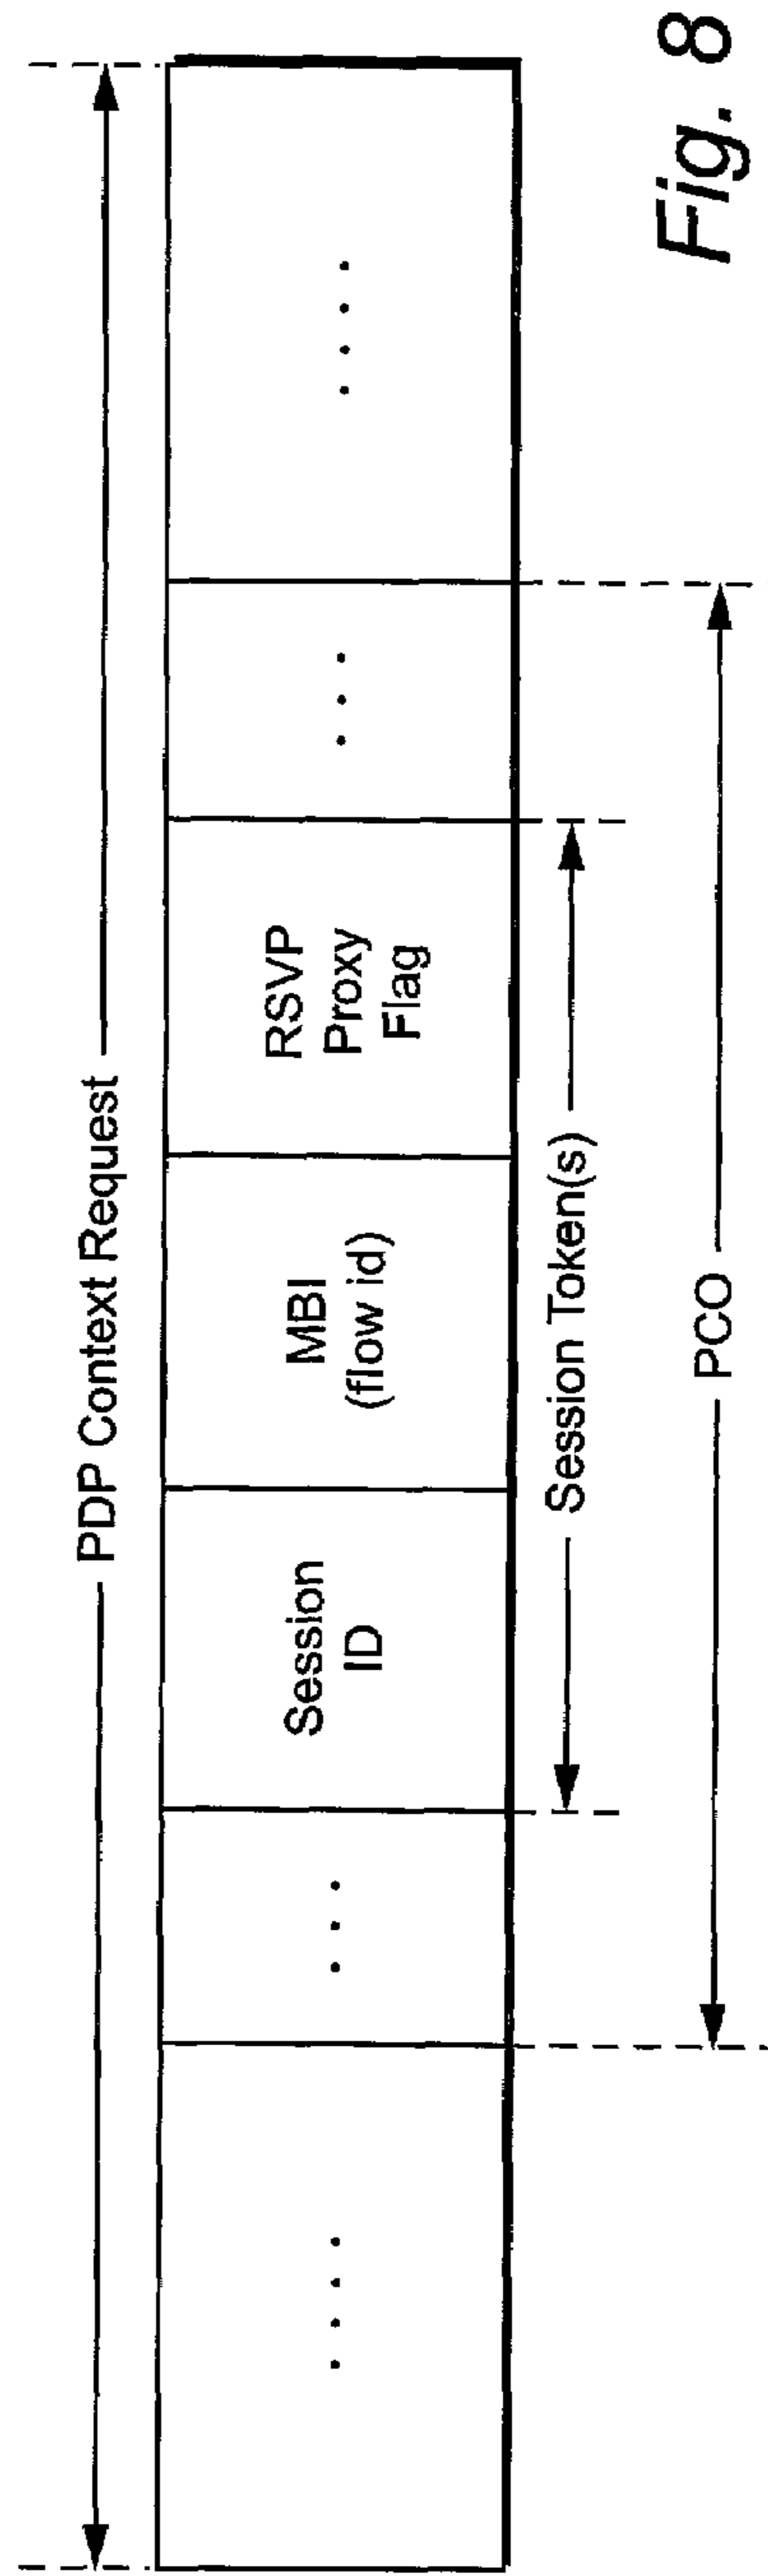 PDP Context Request
. . . .
. . .
Session
ID
MBI
(flow id)
RSVP
Proxy
Flag
. . .
. . . .
Session Token(s)
PCO
Fig. 8